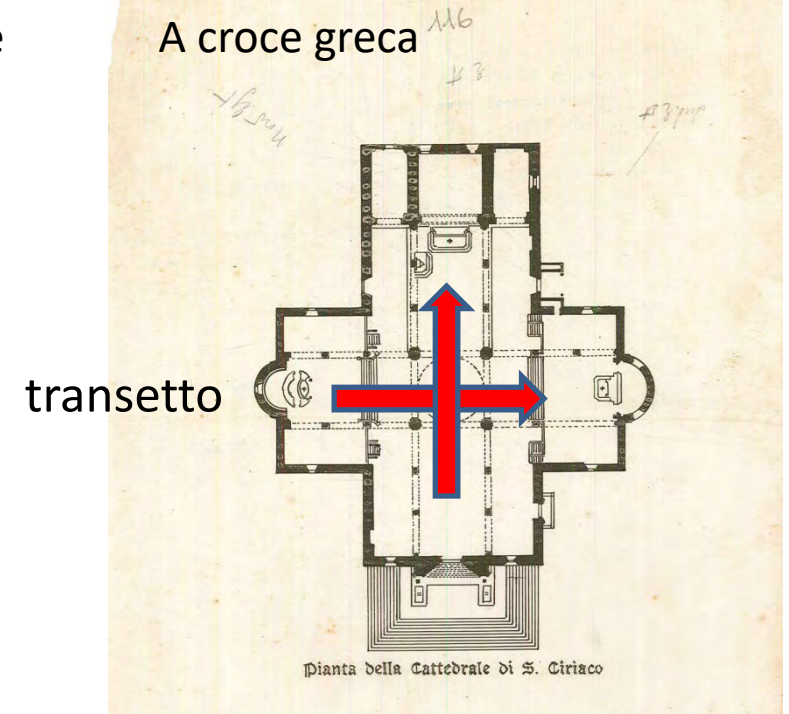 e
A croce greca
116
transetto
Pianta della Cattedrale di S. Ciriaco